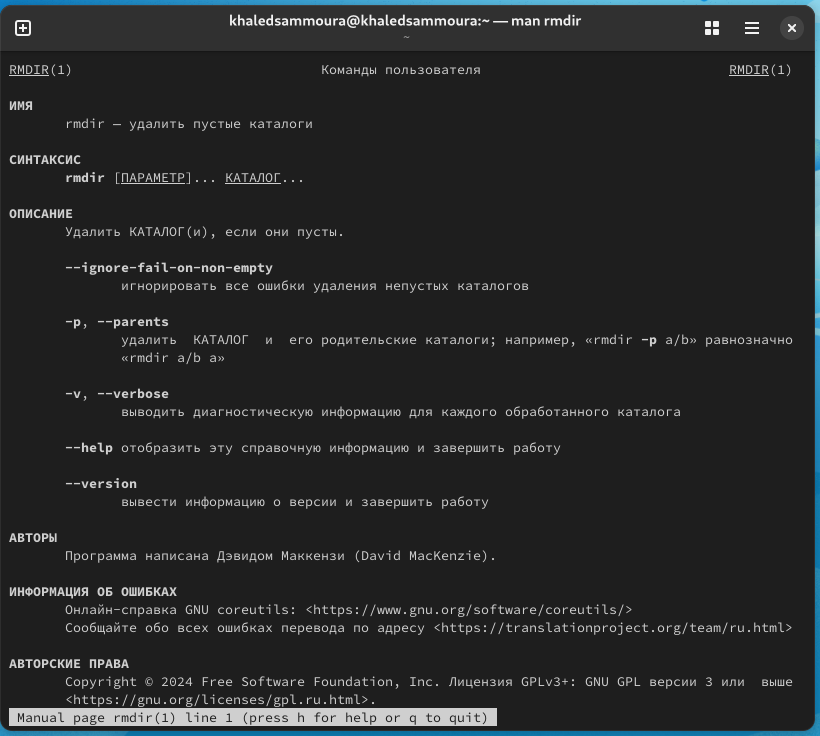 khaledsammoura@khaledsammoura:~ — man rmdir
~
RMDIR(1) Команды пользователя RMDIR(1)
ИМЯ
rmdir — удалить пустые каталоги
СИНТАКСИС
rmdir [ПАРАМЕТР]... КАТАЛОГ...
ОПИСАНИЕ
Удалить КАТАЛОГ(и), если они пусты.
--ignore-fail-on-non-empty
игнорировать все ошибки удаления непустых каталогов
-p, --parents
удалить КАТАЛОГ и его родительские каталоги; например, «rmdir -p a/b» равнозначно
«rmdir a/b a»
-v, --verbose
выводить диагностическую информацию для каждого обработанного каталога
--help отобразить эту справочную информацию и завершить работу
--version
вывести информацию о версии и завершить работу
АВТОРЫ
Программа написана Дэвидом Маккензи (David MacKenzie).
ИНФОРМАЦИЯ ОБ ОШИБКАХ
Онлайн-справка GNU coreutils: <https://www.gnu.org/software/coreutils/>
Сообщайте обо всех ошибках перевода по адресу <https://translationproject.org/team/ru.html>
АВТОРСКИЕ ПРАВА
Copyright © 2024 Free Software Foundation, Inc. Лицензия GPLv3+: GNU GPL версии 3 или выше
<https://gnu.org/licenses/gpl.ru.html>.
Manual page rmdir(1) line 1 (press h for help or q to quit)